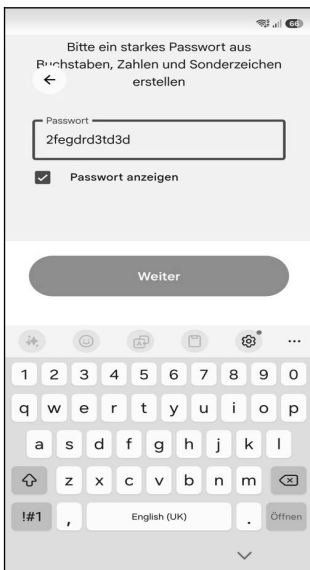 66
Bitte ein starkes Passwort aus
Buchstaben, Zahlen und Sonderzeichen
erstellen
Passwort
2fegdrd3td3d
Passwort anzeigen
Weiter
1 2 3 4 5 6 7 8 9 0
q w e r t y u i o p
a s d f g h j k l
z x c v b n m
!#1 , English (UK) . Öffnen